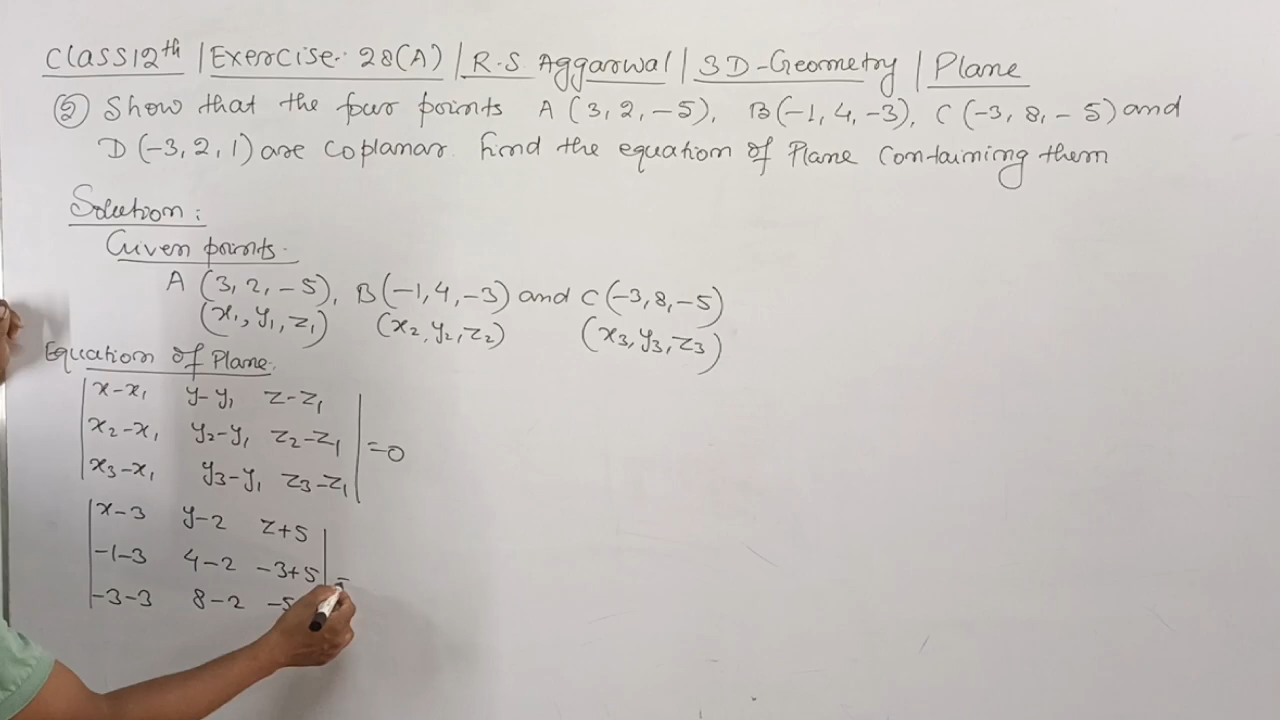 Class 12th | Exercise: 28(A) | R.S. Aggarwal | 3D-Geometry | Plane
⑤ Show that the four points A (3, 2, -5), B(-1, 4, -3), C (-3, 8, -5) and
D (-3, 2, 1) are coplanar. find the equation of Plane containing them
Solution:
Given points.
A (3, 2, -5), B(-1, 4, -3) and C (-3, 8, -5)
(x₁, y₁, z₁) (x₂, y₂, z₂) (x₃, y₃, z₃)
Equation of Plane.
| x-x₁ y-y₁ z-z₁ |
| x₂-x₁ y₂-y₁ z₂-z₁ | =0
| x₃-x₁ y₃-y₁ z₃-z₁ |
| x-3 y-2 z+5 |
| -1-3 4-2 -3+5 | =
| -3-3 8-2 -5